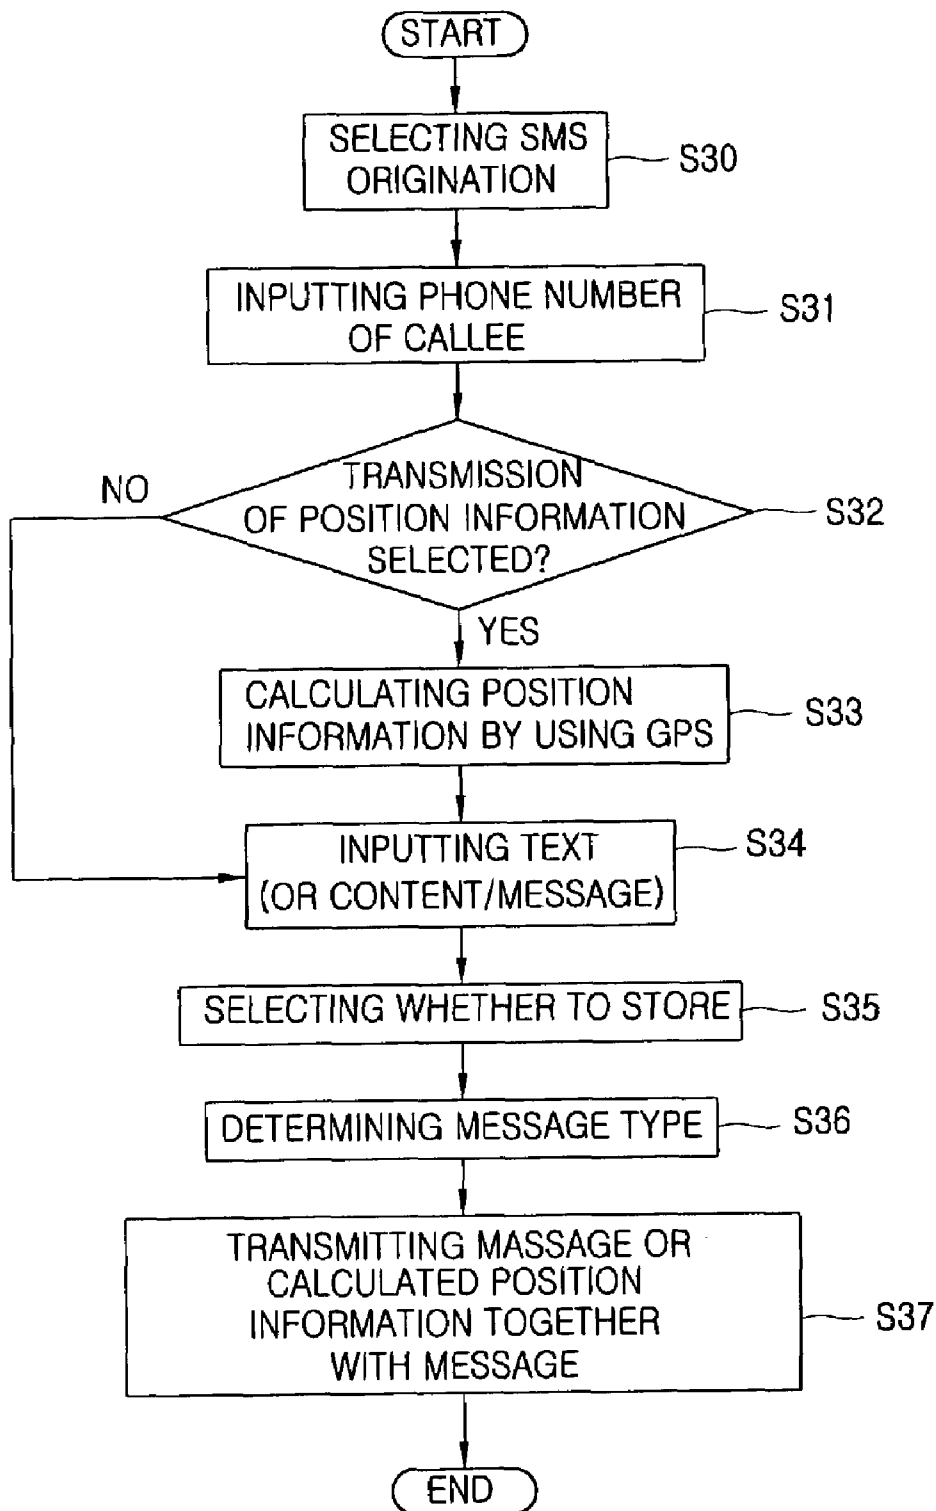 START
SELECTING SMS
ORIGINATION
S30
INPUTTING PHONE NUMBER
OF CALLEE
S31
TRANSMISSION
OF POSITION INFORMATION
SELECTED?
S32
NO
YES
CALCULATING POSITION
INFORMATION BY USING GPS
S33
INPUTTING TEXT
(OR CONTENT/MESSAGE)
S34
SELECTING WHETHER TO STORE
S35
DETERMINING MESSAGE TYPE
S36
TRANSMITTING MASSAGE OR
CALCULATED POSITION
INFORMATION TOGETHER
WITH MESSAGE
S37
END